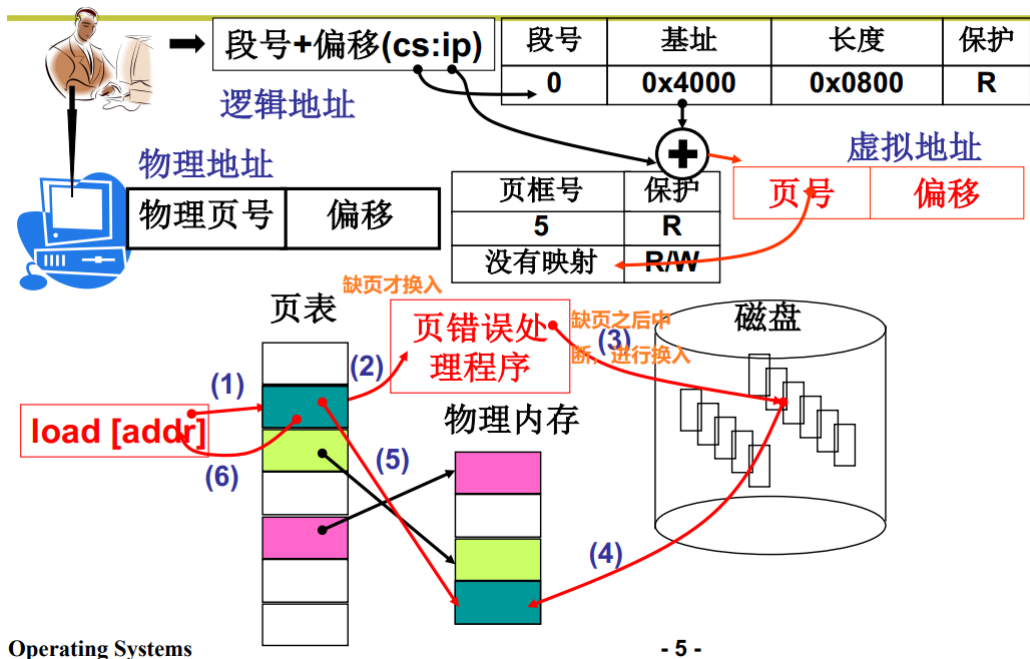 段号+偏移(cs:ip)
逻辑地址
段号 基址 长度 保护
0 0x4000 0x0800 R
虚拟地址
页号 偏移
物理地址
物理页号 偏移
页框号 保护
5 R
没有映射 R/W
缺页才换入
页表
页错误处
理程序
缺页之后中
断，进行换入
磁盘
(1)
(2)
(3)
load [addr]
物理内存
(5)
(6)
(4)
Operating Systems
- 5 -